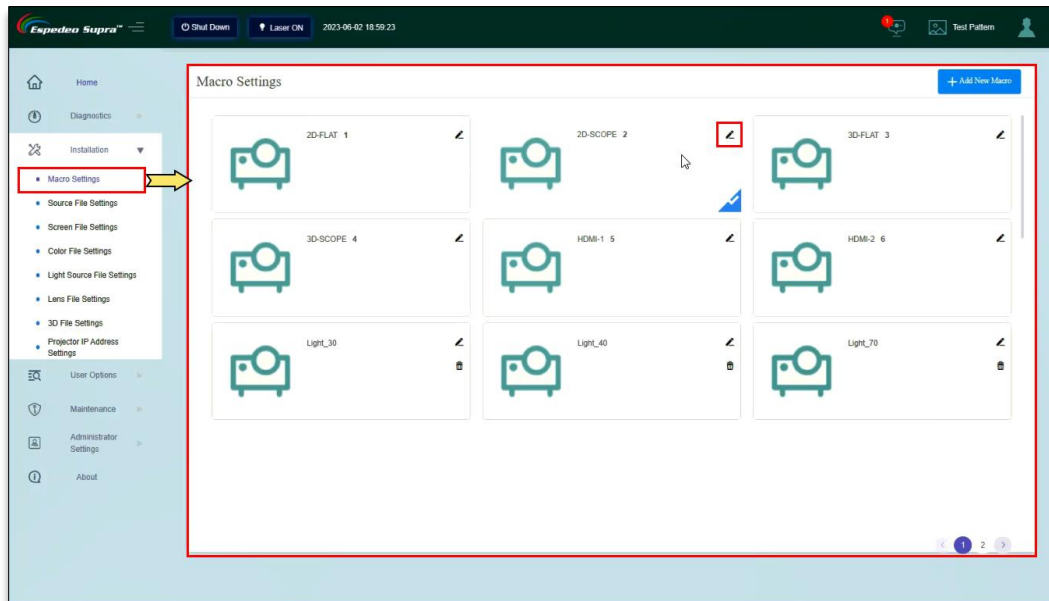 Espedeo Supra™
Shut Down
Laser ON
2023-06-02 18:59:23
1
Test Pattern
Home
Diagnostics
Installation
Macro Settings
Source File Settings
Screen File Settings
Color File Settings
Light Source File Settings
Lens File Settings
3D File Settings
Projector IP Address
Settings
User Options
Maintenance
Administrator
Settings
About
Macro Settings
+ Add New Macro
2D-FLAT 1
2D-SCOPE 2
3D-FLAT 3
3D-SCOPE 4
HDMI-1 5
HDMI-2 6
Light_30
Light_40
Light_70
< 1 2 >